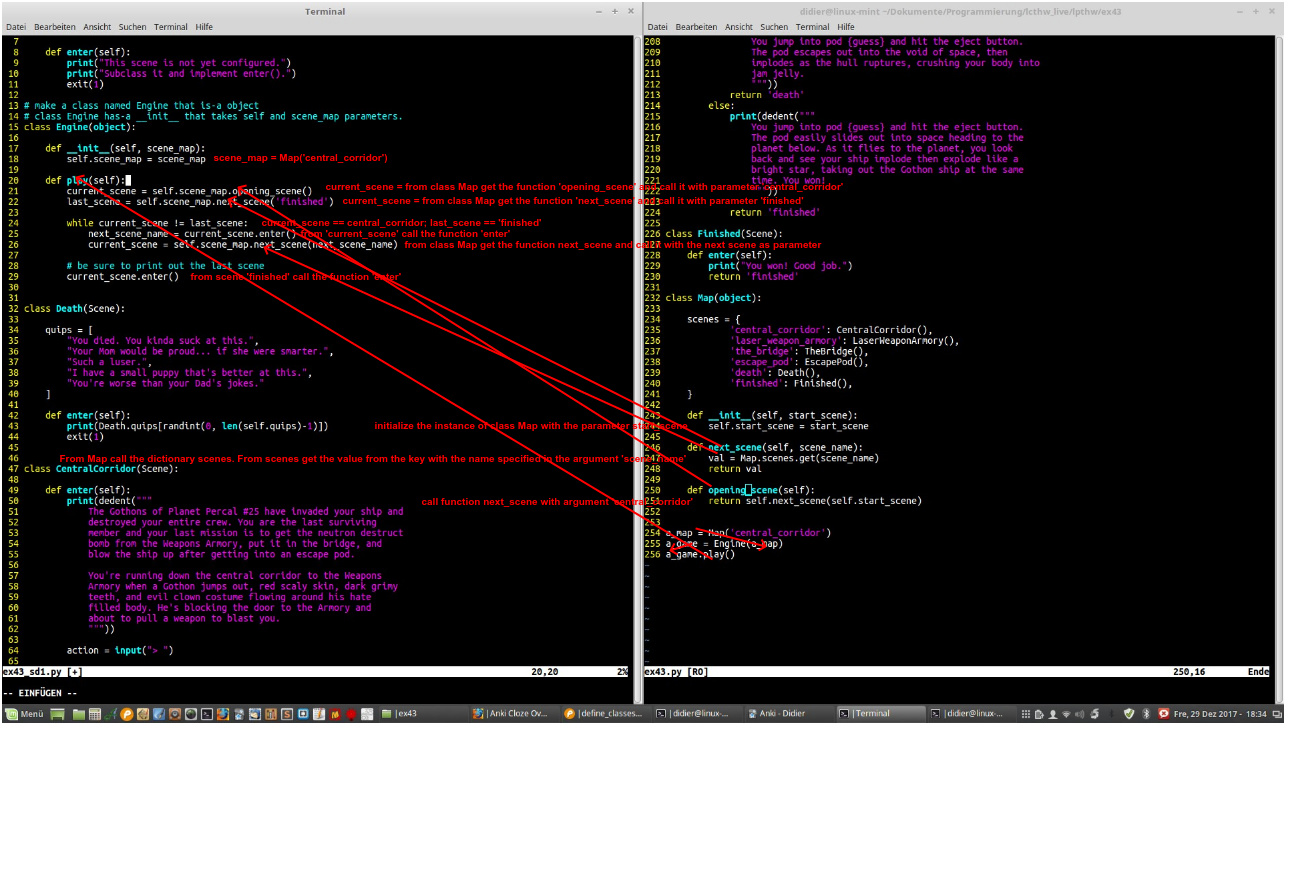 Terminal
Datei Bearbeiten Ansicht Suchen Terminal Hilfe
7
8 def enter(self):
9 print("This scene is not yet configured.")
10 print("Subclass it and implement enter().")
11 exit(1)
12
13 # make a class named Engine that is-a object
14 # class Engine has-a __init__ that takes self and scene_map parameters.
15 class Engine(object):
16
17 def __init__(self, scene_map):
18 self.scene_map = scene_map scene_map = Map('central_corridor')
19
20 def play(self):
21 current_scene = self.scene_map.opening_scene() current_scene = from class Map get the function 'opening_scene' and call it with parameter 'central_corridor'
22 last_scene = self.scene_map.next_scene('finished') current_scene = from class Map get the function 'next_scene' and call it with parameter 'finished'
23
24 while current_scene != last_scene: current_scene == central_corridor; last_scene == 'finished'
25 next_scene_name = current_scene.enter() from 'current_scene' call the function 'enter'
26 current_scene = self.scene_map.next_scene(next_scene_name) from class Map get the function next_scene and call it with the next scene as parameter
27
28 # be sure to print out the last scene
29 current_scene.enter() from scene 'finished' call the function 'enter'
30
31
32 class Death(Scene):
33
34 quips = [
35 "You died. You kinda suck at this.",
36 "Your Mom would be proud... if she were smarter.",
37 "Such a luser.",
38 "I have a small puppy that's better at this.",
39 "You're worse than your Dad's jokes."
40 ]
41
42 def enter(self):
43 print(Death.quips[randint(0, len(self.quips)-1)]) initialize the instance of class Map with the parameter start_scene
44 exit(1)
45
46 From Map call the dictionary scenes. From scenes get the value from the key with the name specified in the argument 'scene_name'
47 class CentralCorridor(Scene):
48
49 def enter(self):
50 print(dedent(""" call function next_scene with argument 'central_corridor'
51 The Gothons of Planet Percal #25 have invaded your ship and
52 destroyed your entire crew. You are the last surviving
53 member and your last mission is to get the neutron destruct
54 bomb from the Weapons Armory, put it in the bridge, and
55 blow the ship up after getting into an escape pod.
56
57 You're running down the central corridor to the Weapons
58 Armory when a Gothon jumps out, red scaly skin, dark grimy
59 teeth, and evil clown costume flowing around his hate
60 filled body. He's blocking the door to the Armory and
61 about to pull a weapon to blast you.
62 """))
63
64 action = input("> ")
65
ex43_sd1.py [+] 20,20 2%
-- EINFÜGEN --
didier@linux-mint ~/Dokumente/Programmierung/lcthw_live/lpthw/ex43
Datei Bearbeiten Ansicht Suchen Terminal Hilfe
208 You jump into pod {guess} and hit the eject button.
209 The pod escapes out into the void of space, then
210 implodes as the hull ruptures, crushing your body into
211 jam jelly.
212 """))
213 return 'death'
214 else:
215 print(dedent("""
216 You jump into pod {guess} and hit the eject button.
217 The pod easily slides out into space heading to the
218 planet below. As it flies to the planet, you look
219 back and see your ship implode then explode like a
220 bright star, taking out the Gothon ship at the same
221 time. You won!
222 """))
223
224 return 'finished'
225
226 class Finished(Scene):
227
228 def enter(self):
229 print("You won! Good job.")
230 return 'finished'
231
232 class Map(object):
233
234 scenes = {
235 'central_corridor': CentralCorridor(),
236 'laser_weapon_armory': LaserWeaponArmory(),
237 'the_bridge': TheBridge(),
238 'escape_pod': EscapePod(),
239 'death': Death(),
240 'finished': Finished(),
241 }
242
243 def __init__(self, start_scene):
244 self.start_scene = start_scene
245
246 def next_scene(self, scene_name):
247 val = Map.scenes.get(scene_name)
248 return val
249
250 def opening_scene(self):
251 return self.next_scene(self.start_scene)
252
253
254 a_map = Map('central_corridor')
255 a_game = Engine(a_map)
256 a_game.play()
~
~
~
~
~
~
~
~
~
~
ex43.py [RO] 250,16 Ende
Menü |ex43 |Anki Cloze Ov... |define_classes... |didier@linux-... Anki - Didier |Terminal |didier@linux-... Fre, 29 Dez 2017 - 18:34